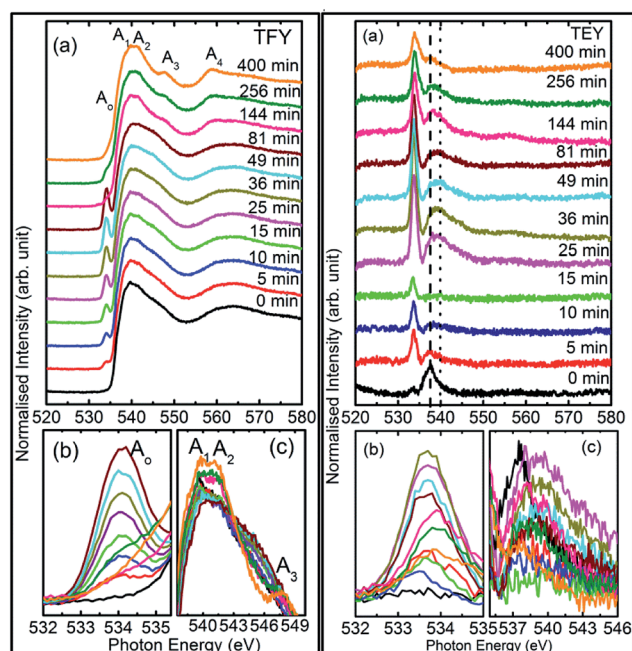 (a) A₁ A₂ TFY
A₃ A₄ 400 min
256 min
Aₒ 144 min
81 min
49 min
36 min
25 min
15 min
10 min
5 min
0 min
520 530 540 550 560 570 580
Normalised Intensity (arb. unit)
(b) Aₒ
532 533 534 535
(c) A₁ A₂
A₃
540 543 546 549
Photon Energy (eV)
(a) TEY
400 min
256 min
144 min
81 min
49 min
36 min
25 min
15 min
10 min
5 min
0 min
520 530 540 550 560 570 580
Normalised Intensity (arb. unit)
(b)
532 533 534 535
(c)
537 540 543 546
Photon Energy (eV)